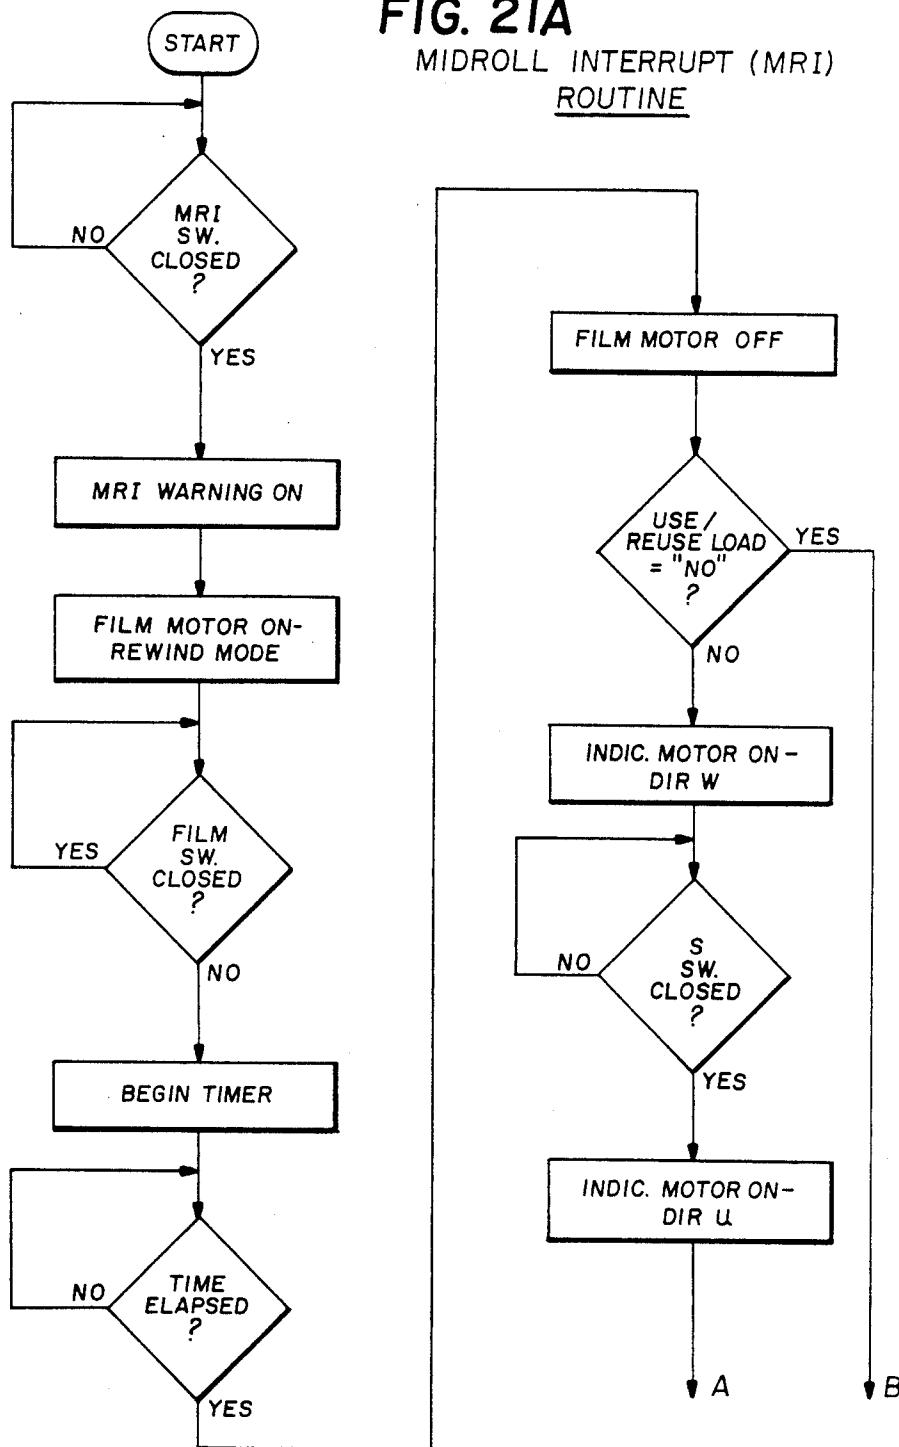 FIG. 21A
MIDROLL INTERRUPT (MRI)
ROUTINE
START
MRI
SW.
CLOSED
?
NO
YES
MRI WARNING ON
FILM MOTOR ON-
REWIND MODE
FILM
SW.
CLOSED
?
YES
NO
BEGIN TIMER
TIME
ELAPSED
?
NO
YES
FILM MOTOR OFF
USE/
REUSE LOAD
= "NO"
?
YES
NO
INDIC. MOTOR ON-
DIR W
S
SW.
CLOSED
?
NO
YES
INDIC. MOTOR ON-
DIR U
A
B